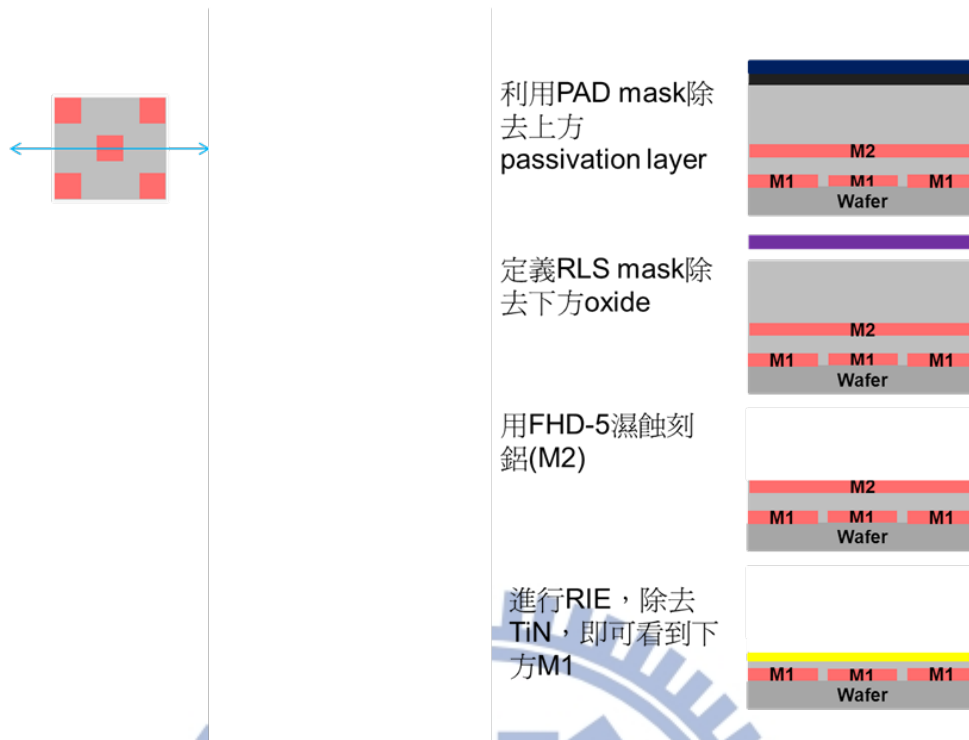 利用PAD mask除
去上方
passivation layer
M2
M1 M1 M1
Wafer
定義RLS mask除
去下方oxide
M2
M1 M1 M1
Wafer
用FHD-5濕蝕刻
鋁(M2)
M2
M1 M1 M1
Wafer
進行RIE，除去
TiN，即可看到下
方M1
M1 M1 M1
Wafer